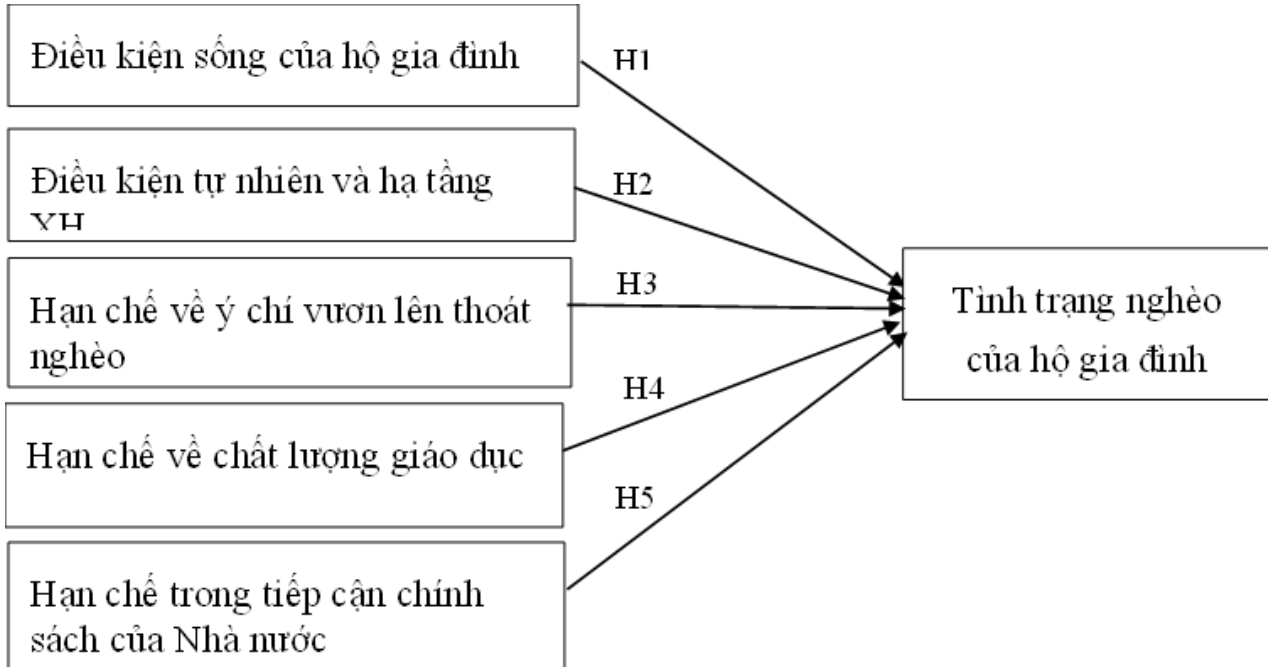 Điều kiện sống của hộ gia đình
H1
Điều kiện tự nhiên và hạ tầng
XH
H2
Hạn chế về ý chí vươn lên thoát
nghèo
H3
Hạn chế về chất lượng giáo dục
H4
Hạn chế trong tiếp cận chính
sách của Nhà nước
H5
Tình trạng nghèo
của hộ gia đình